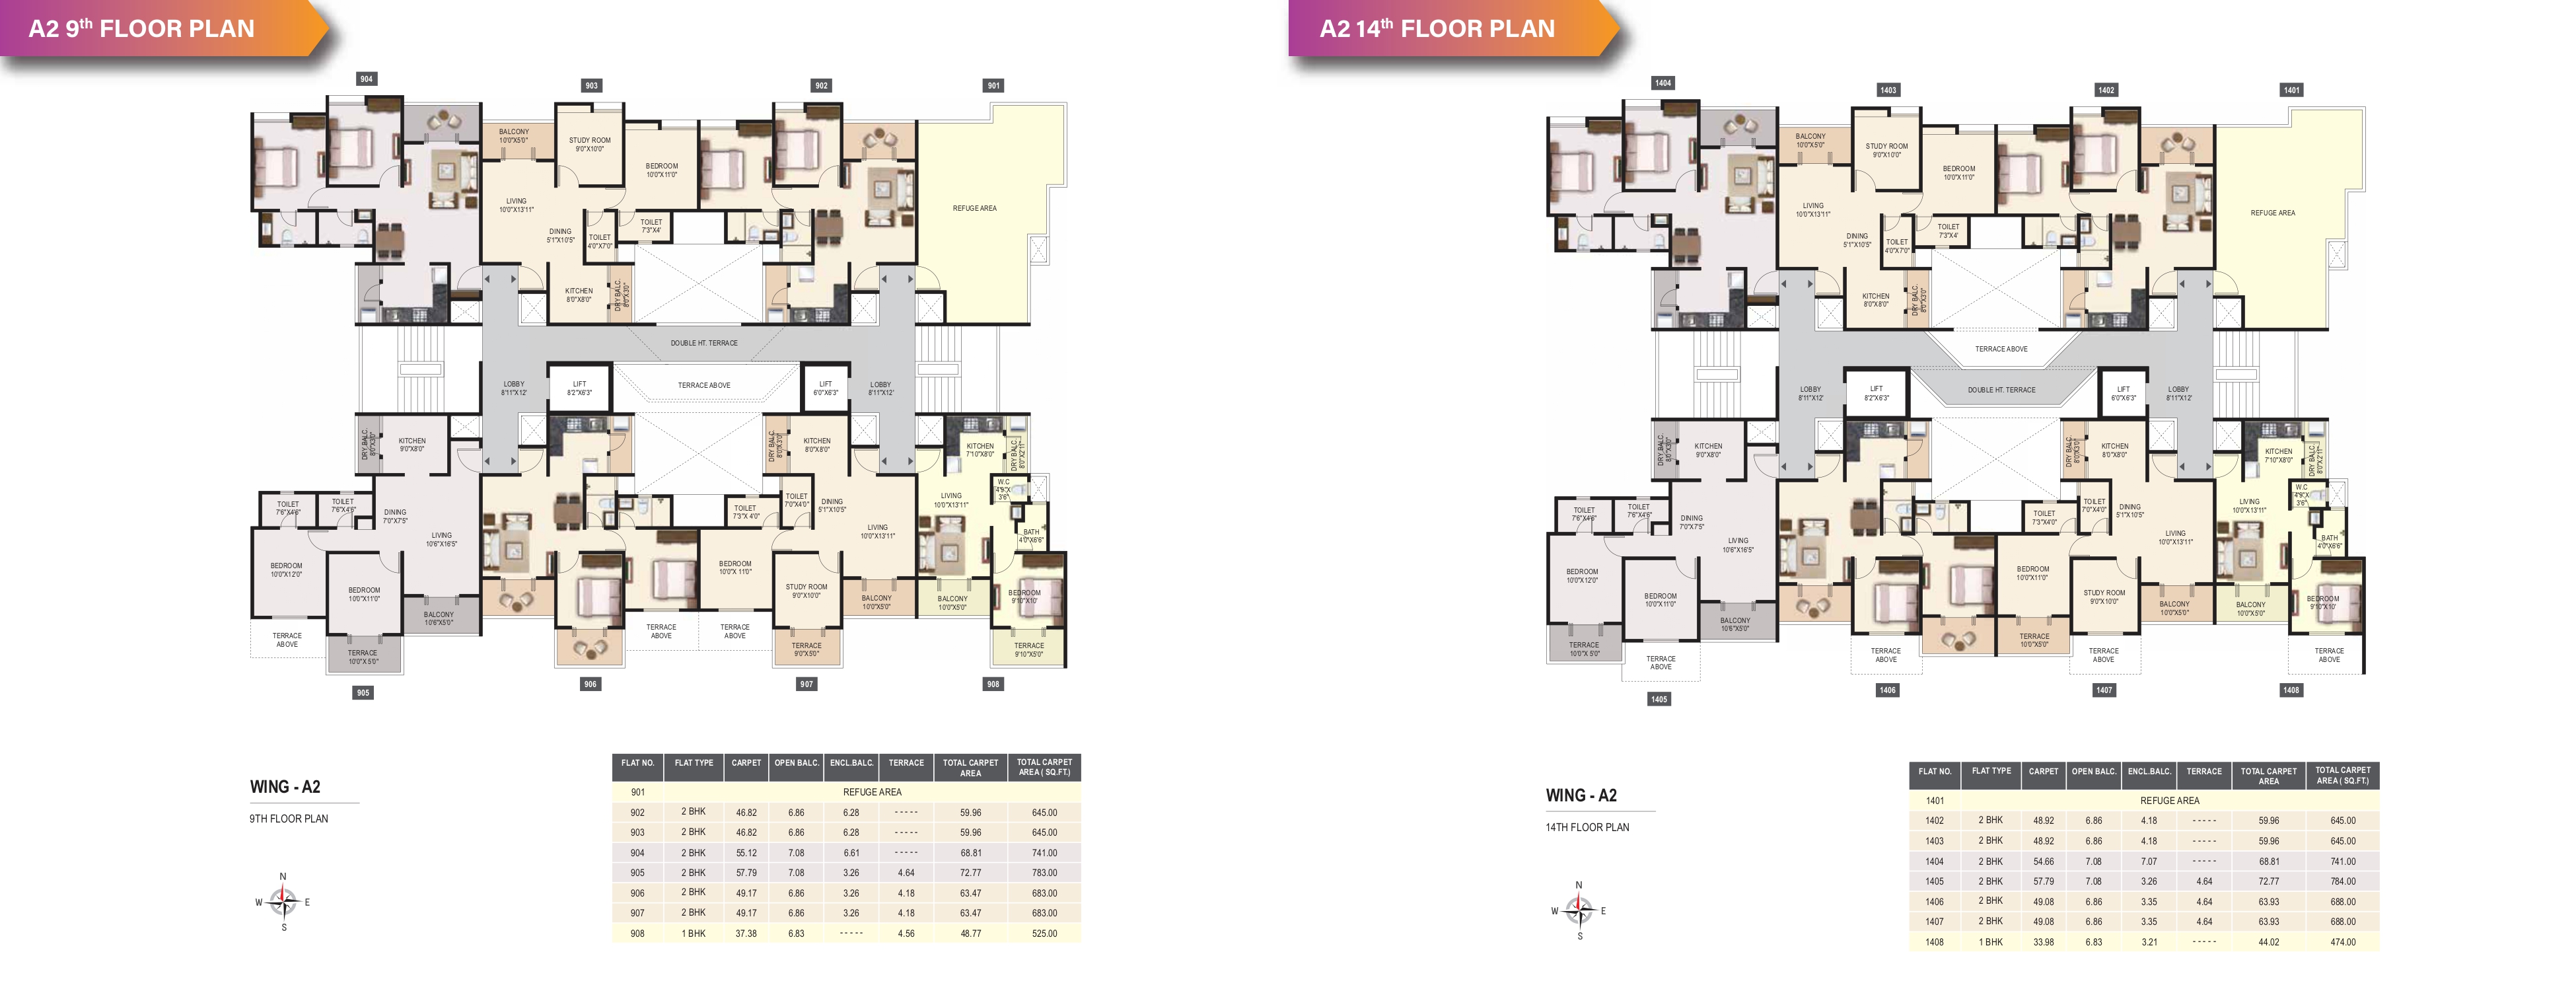 A2 9th FLOOR PLAN
904
903
902
901
BALCONY
10'0"X5'0"
STUDY ROOM
9'0"X10'0"
BEDROOM
10'0"X11'0"
LIVING
10'0"X13'11"
DINING
5'1"X10'5"
TOILET
4'0"X7'0"
TOILET
7'3"X4'
REFUGE AREA
KITCHEN
8'0"X8'0"
DRY BALC.
8'0"X3'0"
DOUBLE HT. TERRACE
LOBBY
8'11"X12'
LIFT
8'2"X6'3"
TERRACE ABOVE
LIFT
6'0"X6'3"
LOBBY
8'11"X12'
DRY BALC.
8'0"X3'0"
KITCHEN
9'0"X8'0"
DRY BALC.
8'0"X3'0"
KITCHEN
8'0"X8'0"
KITCHEN
7'10"X8'0"
DRY BALC.
8'0"X2'11"
TOILET
7'6"X4'6"
TOILET
7'6"X4'6"
DINING
7'0"X7'5"
LIVING
10'6"X16'5"
TOILET
7'3"X 4'0"
TOILET
7'0"X4'0"
DINING
5'1"X10'5"
LIVING
10'0"X13'11"
LIVING
10'0"X13'11"
W.C
4'9"X
3'6"
BATH
4'0"X6'6"
BEDROOM
10'0"X12'0"
BEDROOM
10'0"X11'0"
BALCONY
10'6"X5'0"
BEDROOM
10'0"X 11'0"
STUDY ROOM
9'0"X10'0"
BALCONY
10'0"X5'0"
BALCONY
10'0"X5'0"
BEDROOM
9'10"X10'
TERRACE
ABOVE
TERRACE
10'0"X 5'0"
TERRACE
ABOVE
TERRACE
ABOVE
TERRACE
9'0"X5'0"
TERRACE
9'10"X5'0"
905
906
907
908
WING - A2
9TH FLOOR PLAN
N
W E
S
FLAT NO. FLAT TYPE CARPET OPEN BALC. ENCL.BALC. TERRACE TOTAL CARPET AREA TOTAL CARPET AREA ( SQ.FT.)
901 REFUGE AREA
902 2 BHK 46.82 6.86 6.28 ----- 59.96 645.00
903 2 BHK 46.82 6.86 6.28 ----- 59.96 645.00
904 2 BHK 55.12 7.08 6.61 ----- 68.81 741.00
905 2 BHK 57.79 7.08 3.26 4.64 72.77 783.00
906 2 BHK 49.17 6.86 3.26 4.18 63.47 683.00
907 2 BHK 49.17 6.86 3.26 4.18 63.47 683.00
908 1 BHK 37.38 6.83 ----- 4.56 48.77 525.00
A2 14th FLOOR PLAN
1404
1403
1402
1401
BALCONY
10'0"X5'0"
STUDY ROOM
9'0"X10'0"
BEDROOM
10'0"X11'0"
LIVING
10'0"X13'11"
DINING
5'1"X10'5"
TOILET
4'0"X7'0"
TOILET
7'3"X4'
REFUGE AREA
KITCHEN
8'0"X8'0"
DRY BALC.
8'0"X3'0"
TERRACE ABOVE
LOBBY
8'11"X12'
LIFT
8'2"X6'3"
DOUBLE HT. TERRACE
LIFT
6'0"X6'3"
LOBBY
8'11"X12'
DRY BALC.
8'0"X3'0"
KITCHEN
9'0"X8'0"
DRY BALC.
8'0"X3'0"
KITCHEN
8'0"X8'0"
KITCHEN
7'10"X8'0"
DRY BALC.
8'0"X2'11"
TOILET
7'6"X4'6"
TOILET
7'6"X4'6"
DINING
7'0"X7'5"
LIVING
10'6"X16'5"
TOILET
7'3"X4'0"
TOILET
7'0"X4'0"
DINING
5'1"X 10'5"
LIVING
10'0"X13'11"
LIVING
10'0"X13'11"
W.C
4'9"X
3'6"
BATH
4'0"X6'6"
BEDROOM
10'0"X12'0"
BEDROOM
10'0"X11'0"
BALCONY
10'6"X5'0"
BEDROOM
10'0"X11'0"
STUDY ROOM
9'0"X10'0"
BALCONY
10'0"X5'0"
BALCONY
10'0"X5'0"
BEDROOM
9'10"X10'
TERRACE
10'0"X 5'0"
TERRACE
ABOVE
TERRACE
ABOVE
TERRACE
10'0"X5'0"
TERRACE
ABOVE
TERRACE
ABOVE
1405
1406
1407
1408
WING - A2
14TH FLOOR PLAN
N
W E
S
FLAT NO. FLAT TYPE CARPET OPEN BALC. ENCL.BALC. TERRACE TOTAL CARPET AREA TOTAL CARPET AREA ( SQ.FT.)
1401 REFUGE AREA
1402 2 BHK 48.92 6.86 4.18 ----- 59.96 645.00
1403 2 BHK 48.92 6.86 4.18 ----- 59.96 645.00
1404 2 BHK 54.66 7.08 7.07 ----- 68.81 741.00
1405 2 BHK 57.79 7.08 3.26 4.64 72.77 784.00
1406 2 BHK 49.08 6.86 3.35 4.64 63.93 688.00
1407 2 BHK 49.08 6.86 3.35 4.64 63.93 688.00
1408 1 BHK 33.98 6.83 3.21 ----- 44.02 474.00